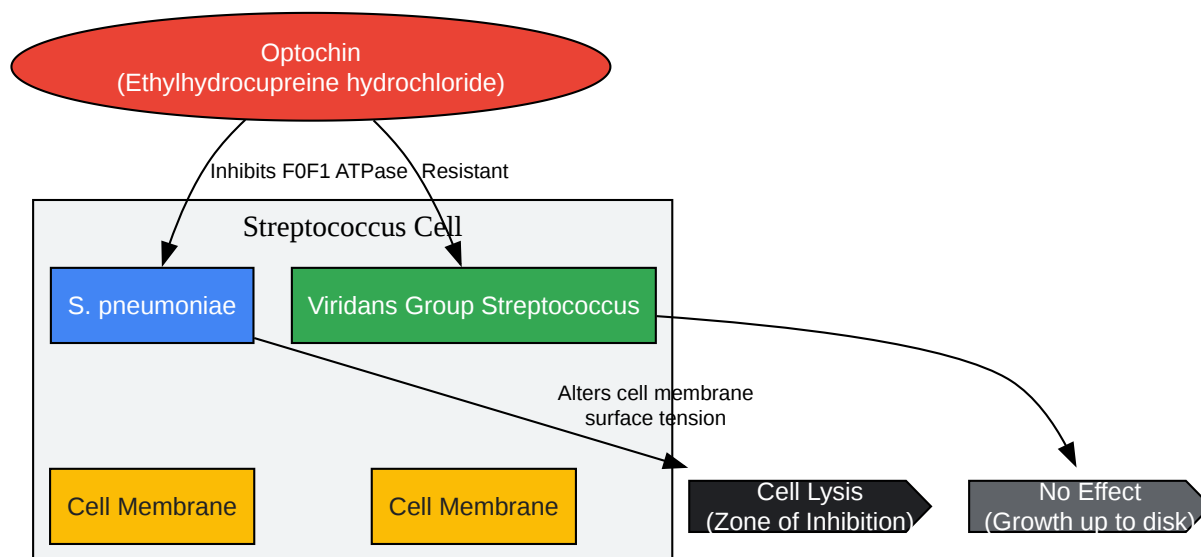 Optochin
(Ethylhydrocupreine hydrochloride)
Inhibits F0F1 ATPase
Resistant
Streptococcus Cell
S. pneumoniae
Viridans Group Streptococcus
Alters cell membrane
surface tension
Cell Membrane
Cell Membrane
Cell Lysis
(Zone of Inhibition)
No Effect
(Growth up to disk)